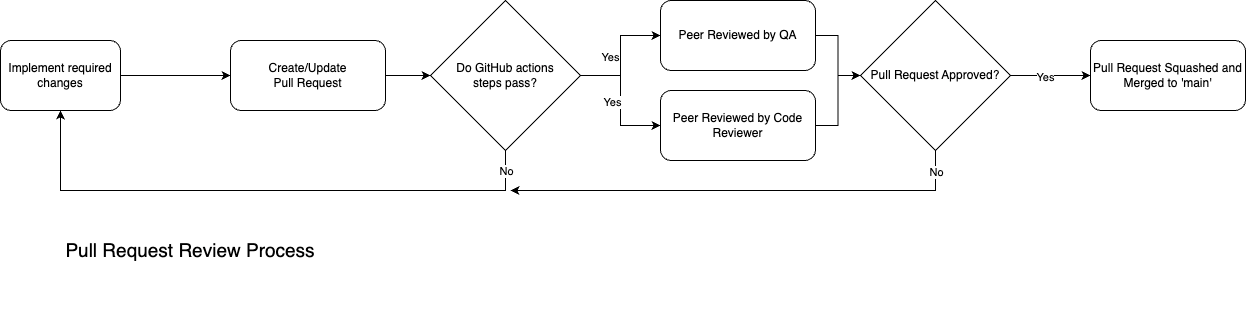 Implement required
changes
Create/Update
Pull Request
Do GitHub actions
steps pass?
Yes
Yes
No
Peer Reviewed by QA
Peer Reviewed by Code
Reviewer
Pull Request Approved?
Yes
No
Pull Request Squashed and
Merged to 'main'
Pull Request Review Process